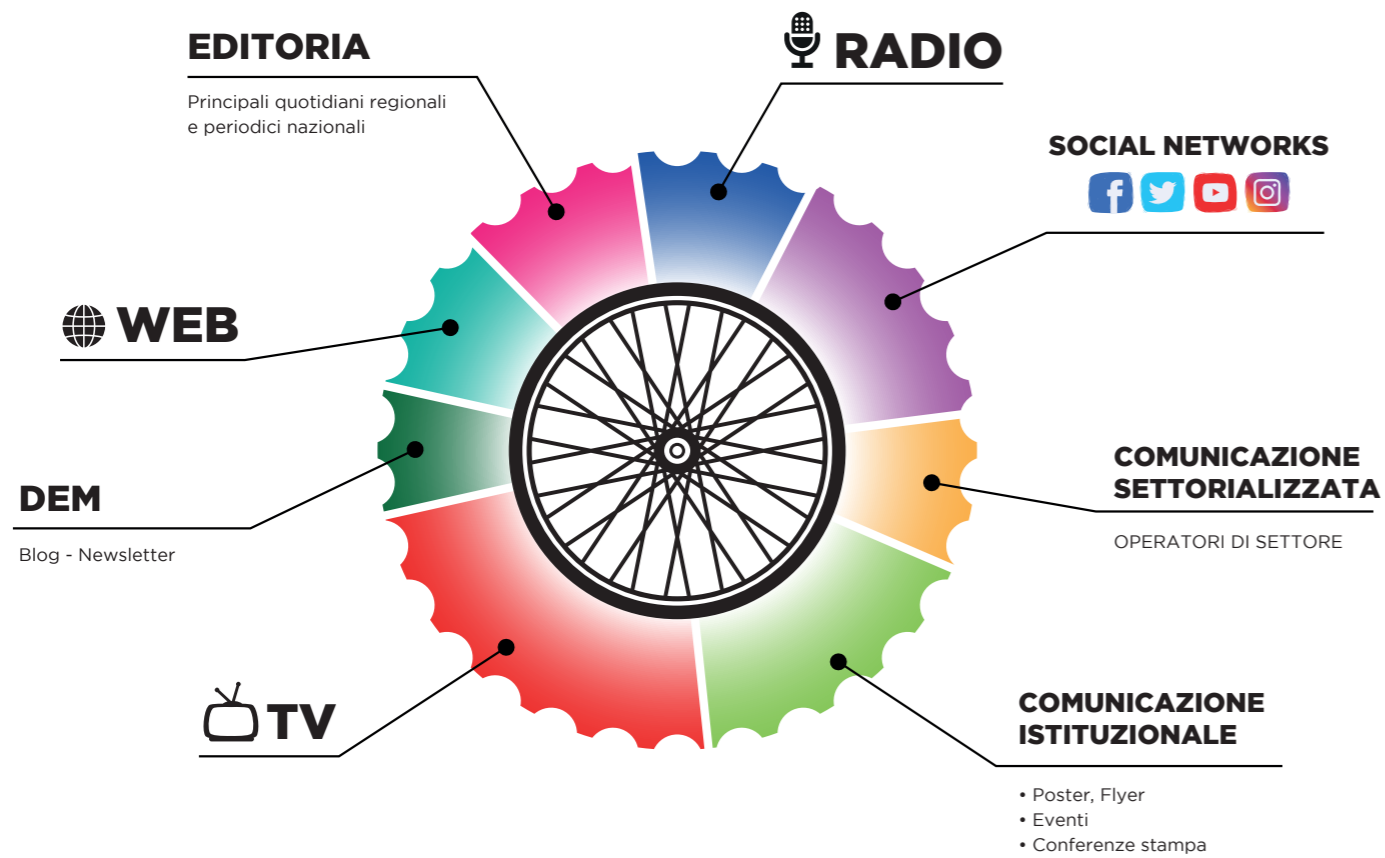 EDITORIA
Principali quotidiani regionali
e periodici nazionali
RADIO
SOCIAL NETWORKS
WEB
DEM
Blog - Newsletter
COMUNICAZIONE
SETTORIALIZZATA
OPERATORI DI SETTORE
TV
COMUNICAZIONE
ISTITUZIONALE
• Poster, Flyer
• Eventi
• Conferenze stampa